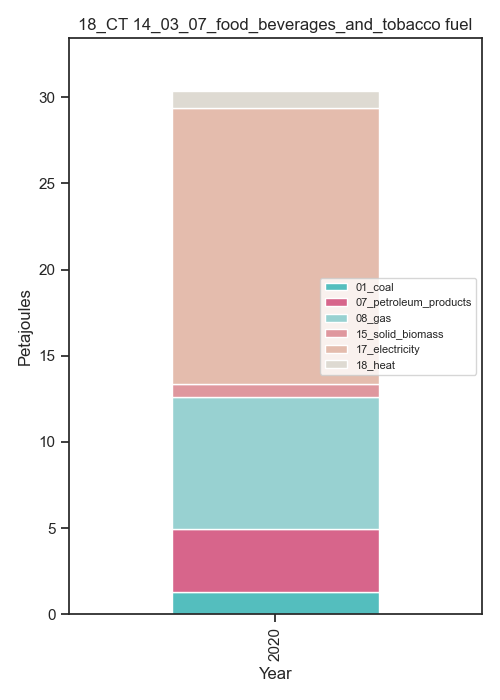 18_CT 14_03_07_food_beverages_and_tobacco fuel
Petajoules
30
25
20
15
10
5
0
01_coal
07_petroleum_products
08_gas
15_solid_biomass
17_electricity
18_heat
2020
Year